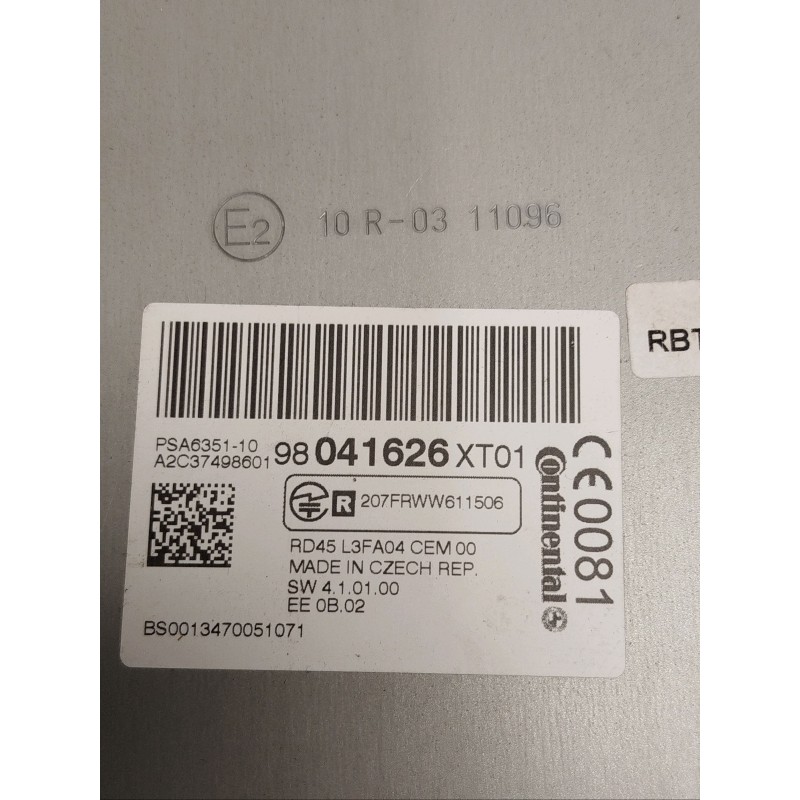 E2 10 R-03 11096
RBT
PSA6351-10
A2C37498601
98 041626 XT01
R 207FRWW611506
RD45 L3FA04 CEM 00
MADE IN CZECH REP.
SW 4.1.01.00
EE 0B.02
BS0013470051071
Continental
CE0081